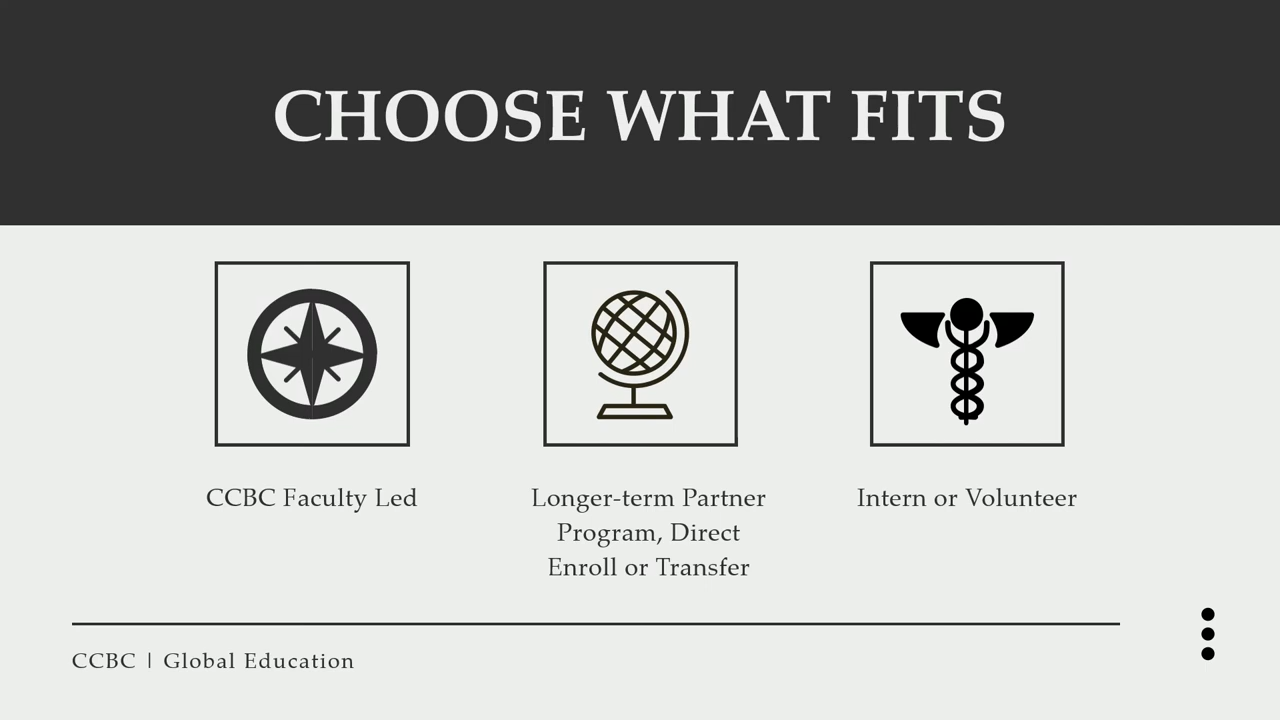 CHOOSE WHAT FITS
CCBC Faculty Led
Longer-term Partner
Program, Direct
Enroll or Transfer
Intern or Volunteer
CCBC | Global Education